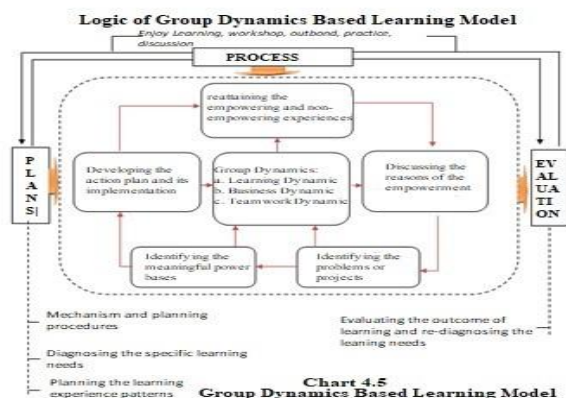 Logic of Group Dynamics Based Learning Model
Enjoy Learning, workshop, outbond, practice,
discussion
PROCESS
reattaining the
empowering and non-
empowering experiences
P
L
A
N
S|
Developing the
action plan and its
implementation
Group Dynamics:
a. Learning Dynamic
b. Business Dynamic
c. Teamwork Dynamic
Discussing the
reasons of the
empowerment
EV
AL
UA
TI
ON
Identifying the
meaningful power
bases
Identifying the
problems or
projects
Mechanism and planning
procedures
Diagnosing the specific learning
needs
Planning the learning
experience patterns
Evaluating the outcome of
learning and re-diagnosing the
leaning needs
Chart 4.5
Group Dynamics Based Learning Model